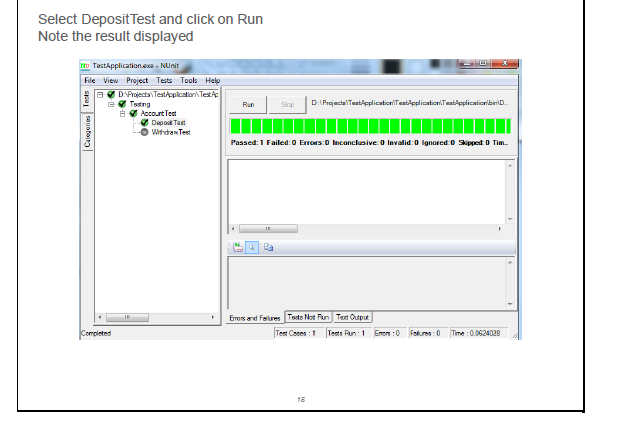 Select DepositTest and click on Run
Note the result displayed
TestApplication.exe - NUnit
File View Project Tests Tools Help
Tests
Categories
D:\Projects\TestApplication\TestAp
Testing
AccountTest
DepositTest
WithdrawTest
Run
Stop
D:\Projects\TestApplication\TestApplication\TestApplication\bin\D...
Passed: 1 Failed: 0 Errors: 0 Inconclusive: 0 Invalid: 0 Ignored: 0 Skipped: 0 Tim...
Errors and Failures
Tests Not Run
Text Output
Completed
Test Cases : 1
Tests Run : 1
Errors : 0
Failures : 0
Time : 0.0624028